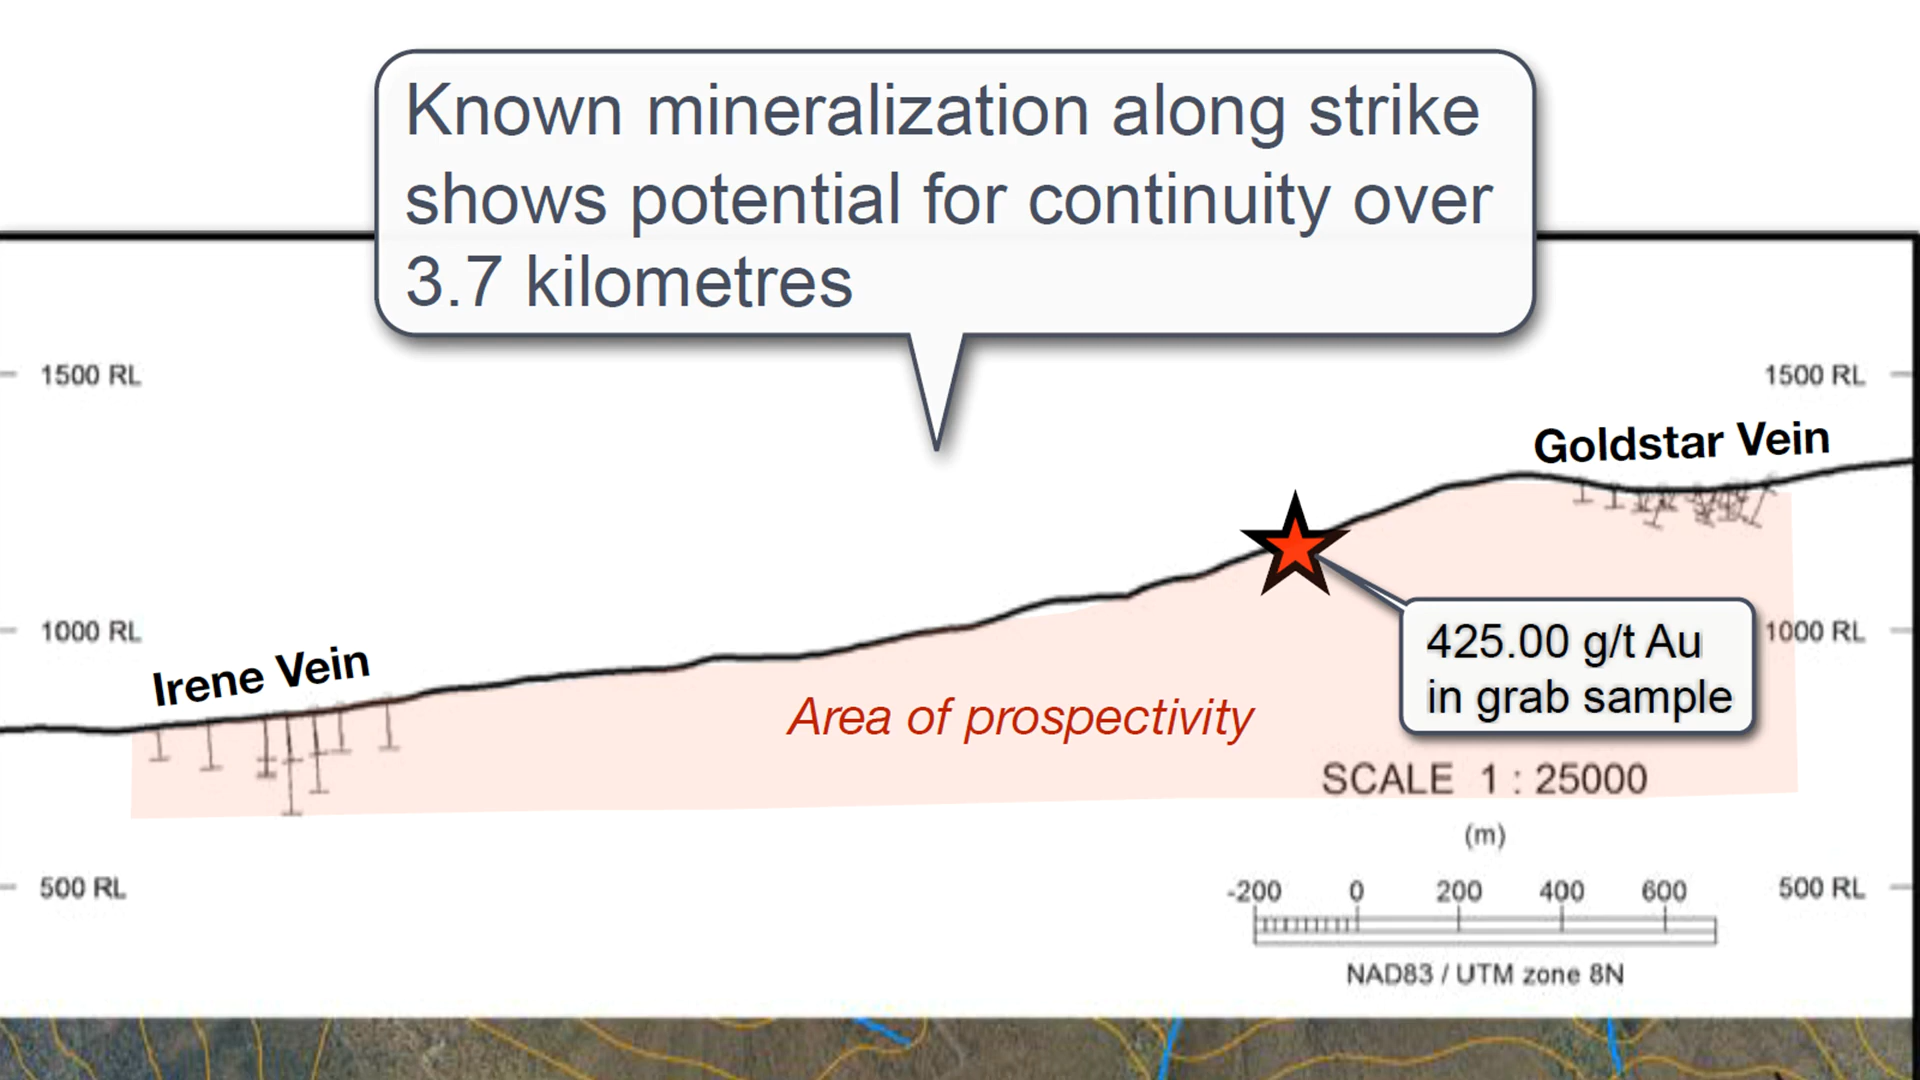 Known mineralization along strike
shows potential for continuity over
3.7 kilometres
1500 RL
1500 RL
Goldstar Vein
1000 RL
1000 RL
Irene Vein
425.00 g/t Au
in grab sample
Area of prospectivity
SCALE 1 : 25000
(m)
-200 0 200 400 600
500 RL
500 RL
NAD83 / UTM zone 8N